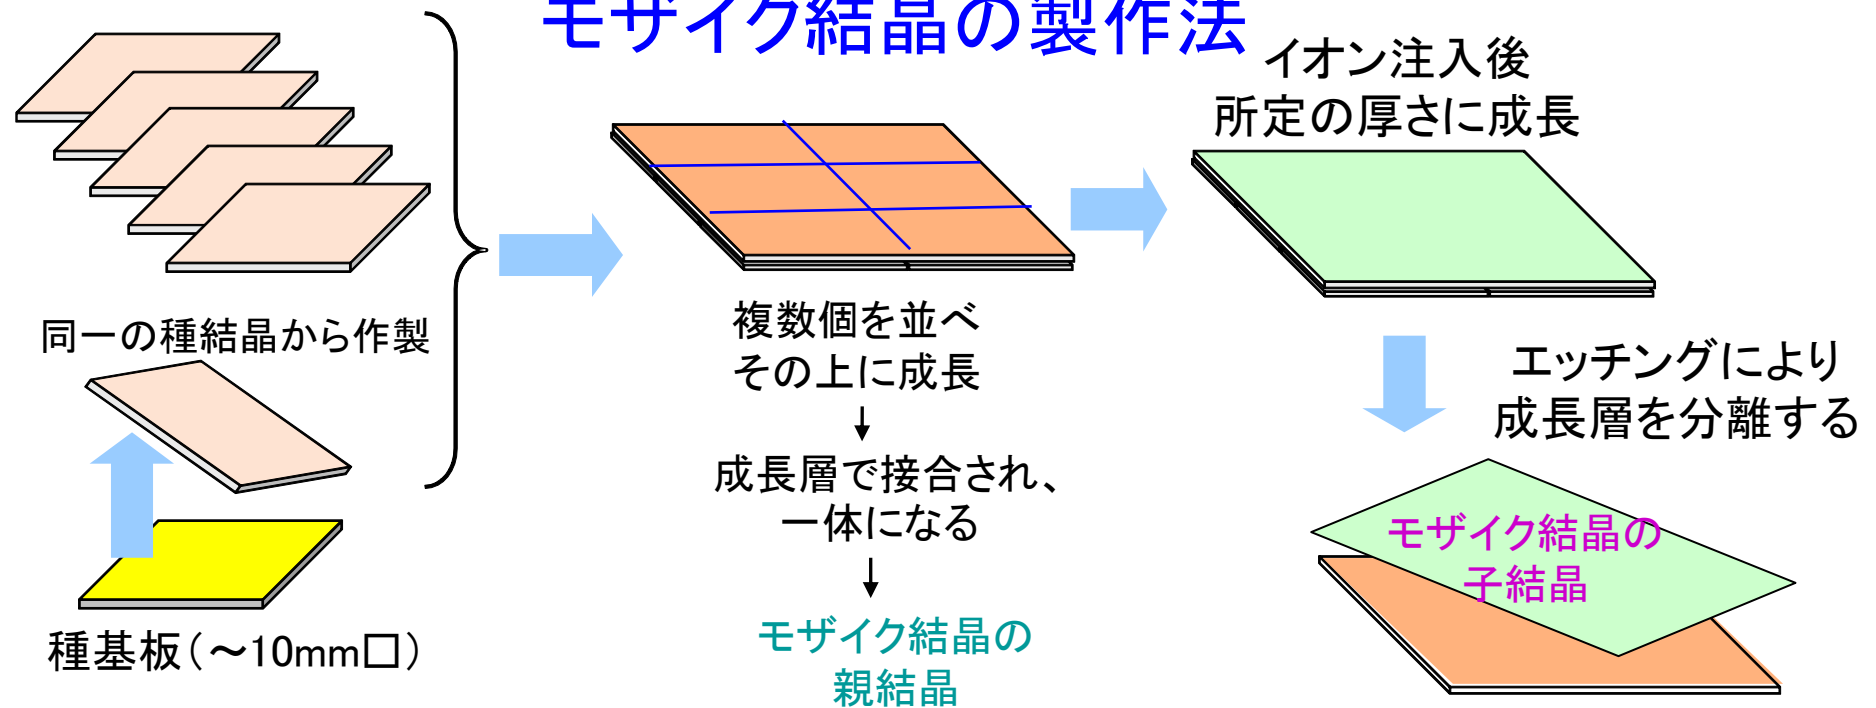 モザイク結晶の製作法
同一の種結晶から作製
種基板(～10mm□)
複数個を並べ
その上に成長
↓
成長層で接合され、
一体になる
↓
モザイク結晶の
親結晶
イオン注入後
所定の厚さに成長
エッチングにより
成長層を分離する
モザイク結晶の
子結晶